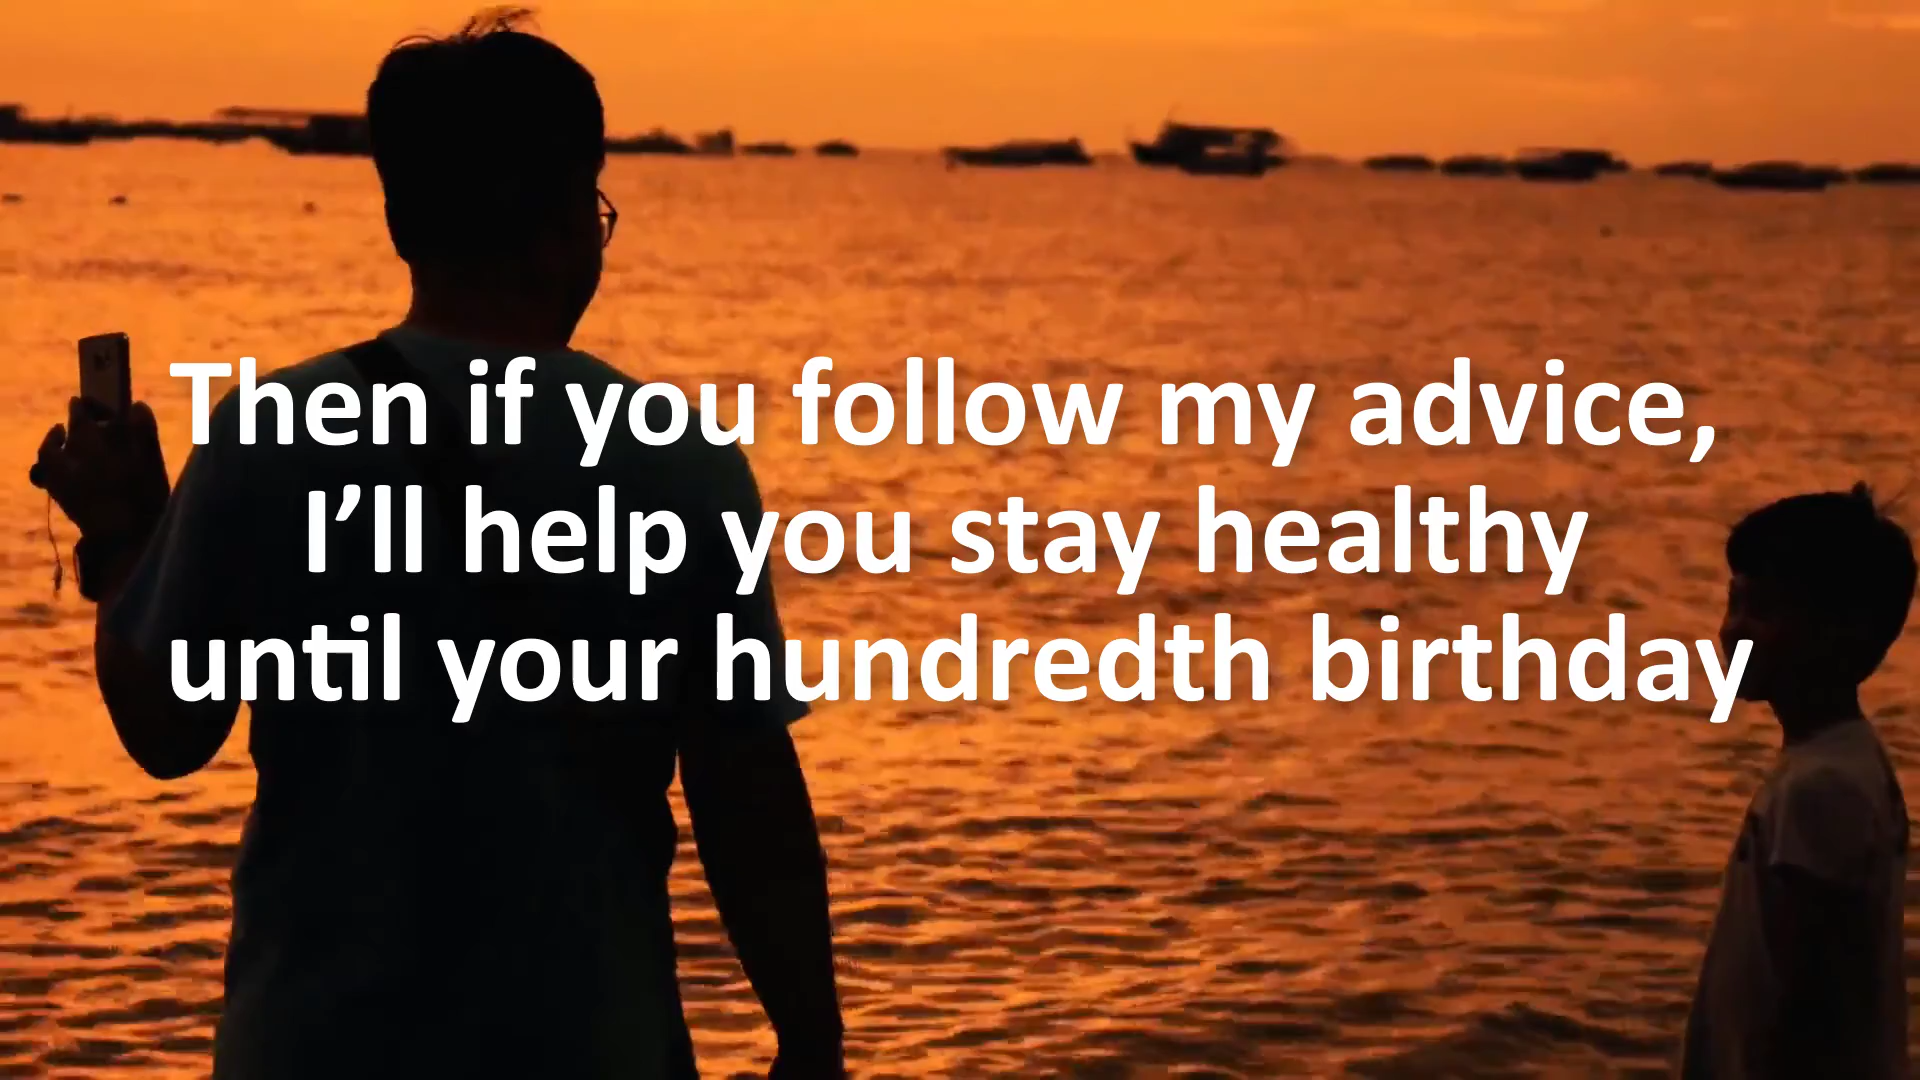 Then if you follow my advice,
I’ll help you stay healthy
until your hundredth birthday